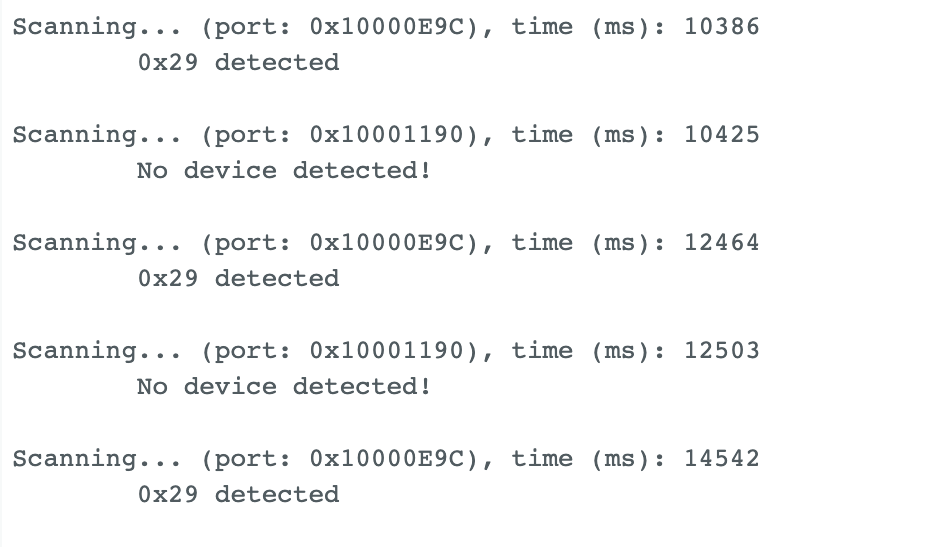 Scanning... (port: 0x10000E9C), time (ms): 10386
0x29 detected
Scanning... (port: 0x10001190), time (ms): 10425
No device detected!
Scanning... (port: 0x10000E9C), time (ms): 12464
0x29 detected
Scanning... (port: 0x10001190), time (ms): 12503
No device detected!
Scanning... (port: 0x10000E9C), time (ms): 14542
0x29 detected